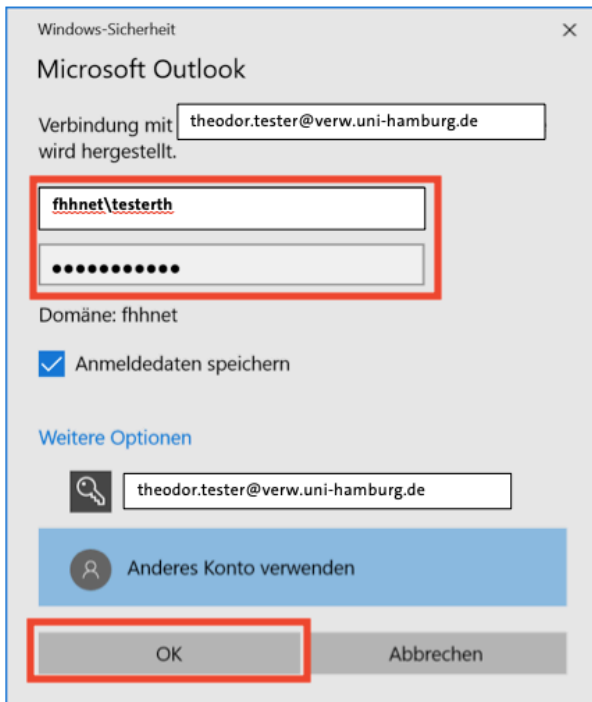 Windows-Sicherheit
Microsoft Outlook
Verbindung mit theodor.tester@verw.uni-hamburg.de
wird hergestellt.
fhhnet\testerth
●●●●●●●●●●●
Domäne: fhhnet
Anmeldedaten speichern
Weitere Optionen
theodor.tester@verw.uni-hamburg.de
Anderes Konto verwenden
OK Abbrechen